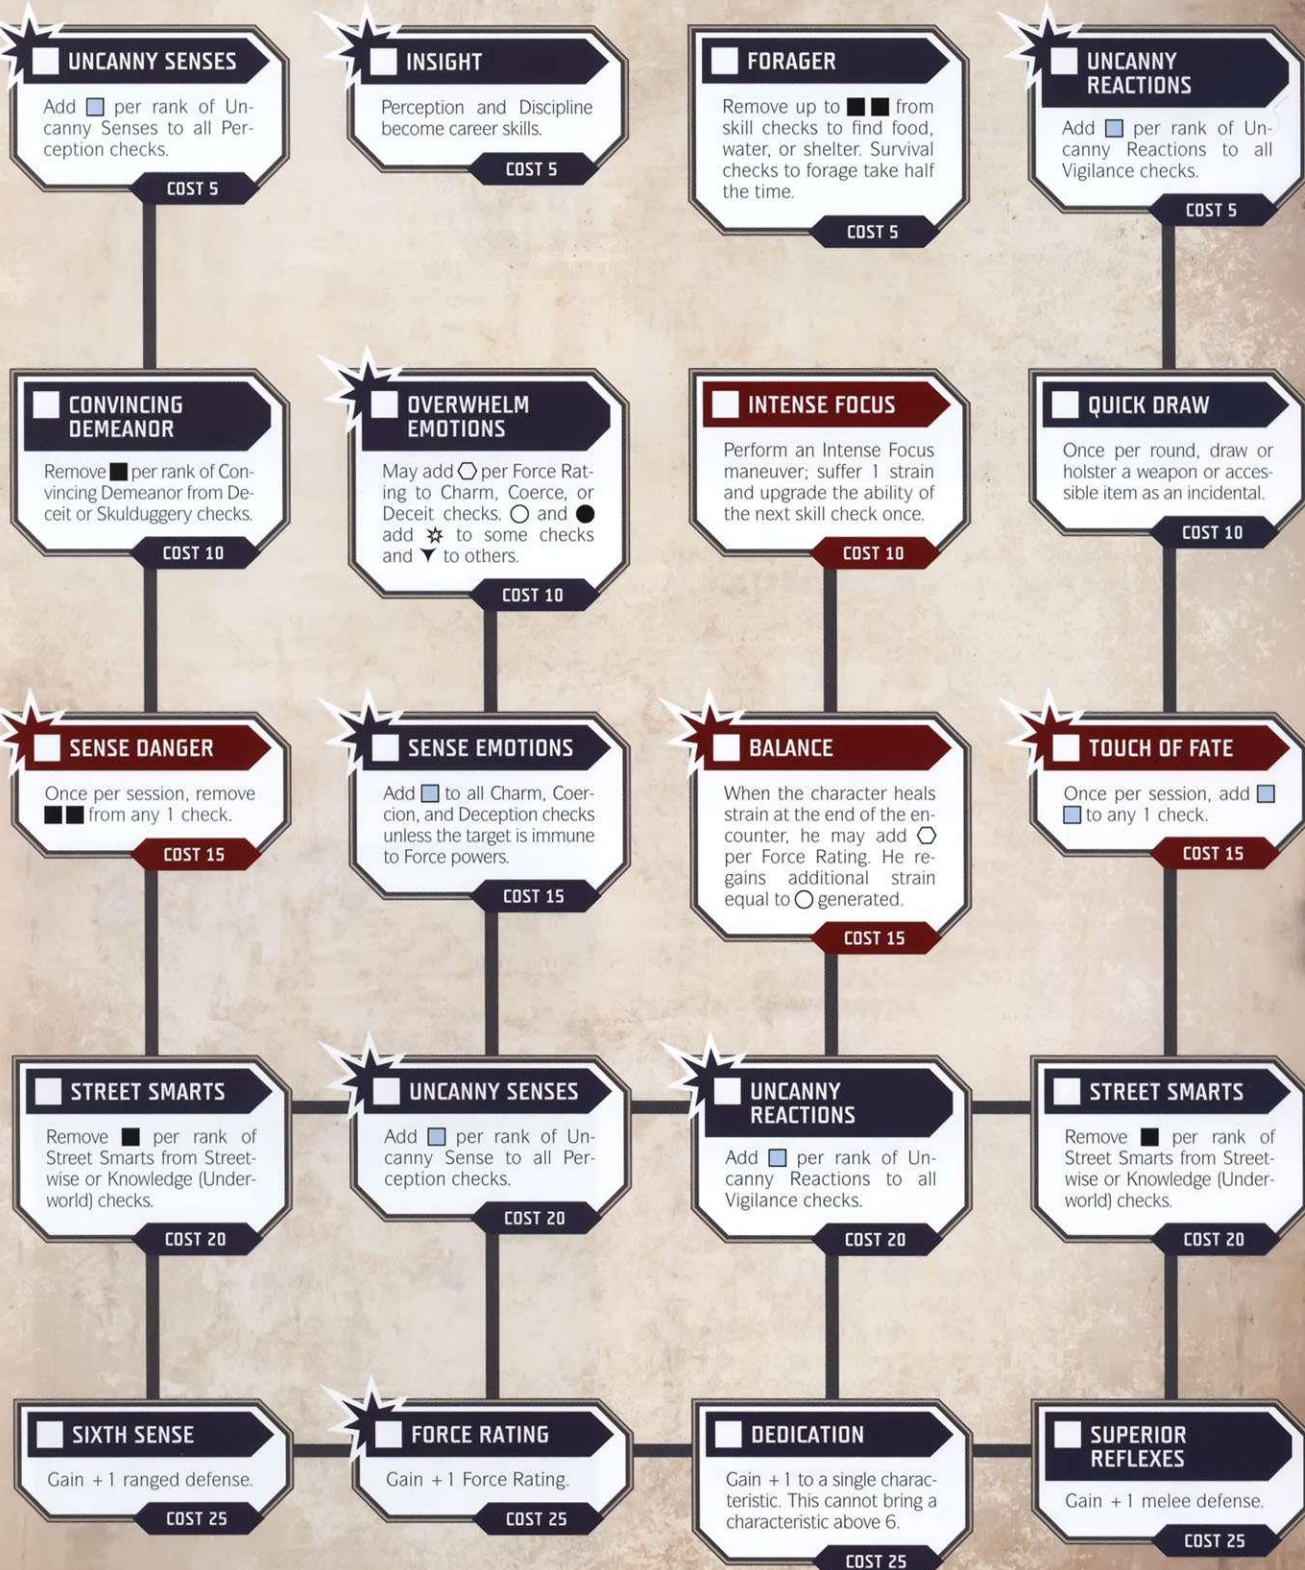 UNCANNY SENSES
Add per rank of Un-
canny Senses to all Per-
ception checks.
COST 5
INSIGHT
Perception and Discipline
become career skills.
COST 5
FORAGER
Remove up to from
skill checks to find food,
water, or shelter. Survival
checks to forage take half
the time.
COST 5
UNCANNY
REACTIONS
Add per rank of Un-
canny Reactions to all
Vigilance checks.
COST 5
CONVINCING
DEMEANOR
Remove per rank of Con-
vincing Demeanor from De-
ceit or Skulduggery checks.
COST 10
OVERWHELM
EMOTIONS
May add per Force Rat-
ing to Charm, Coerce, or
Deceit checks. and
add to some checks
and to others.
COST 10
INTENSE FOCUS
Perform an Intense Focus
maneuver; suffer 1 strain
and upgrade the ability of
the next skill check once.
COST 10
QUICK DRAW
Once per round, draw or
holster a weapon or acces-
sible item as an incidental.
COST 10
SENSE DANGER
Once per session, remove
from any 1 check.
COST 15
SENSE EMOTIONS
Add to all Charm, Coer-
cion, and Deception checks
unless the target is immune
to Force powers.
COST 15
BALANCE
When the character heals
strain at the end of the en-
counter, he may add
per Force Rating. He re-
gains additional strain
equal to generated.
COST 15
TOUCH OF FATE
Once per session, add
to any 1 check.
COST 15
STREET SMARTS
Remove per rank of
Street Smarts from Street-
wise or Knowledge (Under-
world) checks.
COST 20
UNCANNY SENSES
Add per rank of Un-
canny Sense to all Per-
ception checks.
COST 20
UNCANNY
REACTIONS
Add per rank of Un-
canny Reactions to all
Vigilance checks.
COST 20
STREET SMARTS
Remove per rank of
Street Smarts from Street-
wise or Knowledge (Under-
world) checks.
COST 20
SIXTH SENSE
Gain +1 ranged defense.
COST 25
FORCE RATING
Gain +1 Force Rating.
COST 25
DEDICATION
Gain +1 to a single charac-
teristic. This cannot bring a
characteristic above 6.
COST 25
SUPERIOR
REFLEXES
Gain +1 melee defense.
COST 25